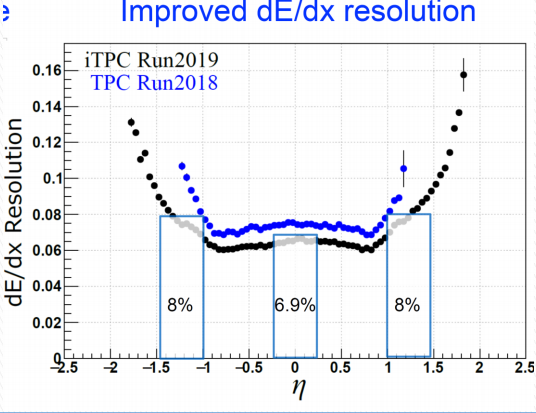 Improved dE/dx resolution
iTPC Run2019
TPC Run2018
dE/dx Resolution
0.16
0.14
0.12
0.1
0.08
0.06
0.04
0.02
0
8%
6.9%
8%
−2.5 −2 −1.5 −1 −0.5 0 0.5 1 1.5 2 2.5
η